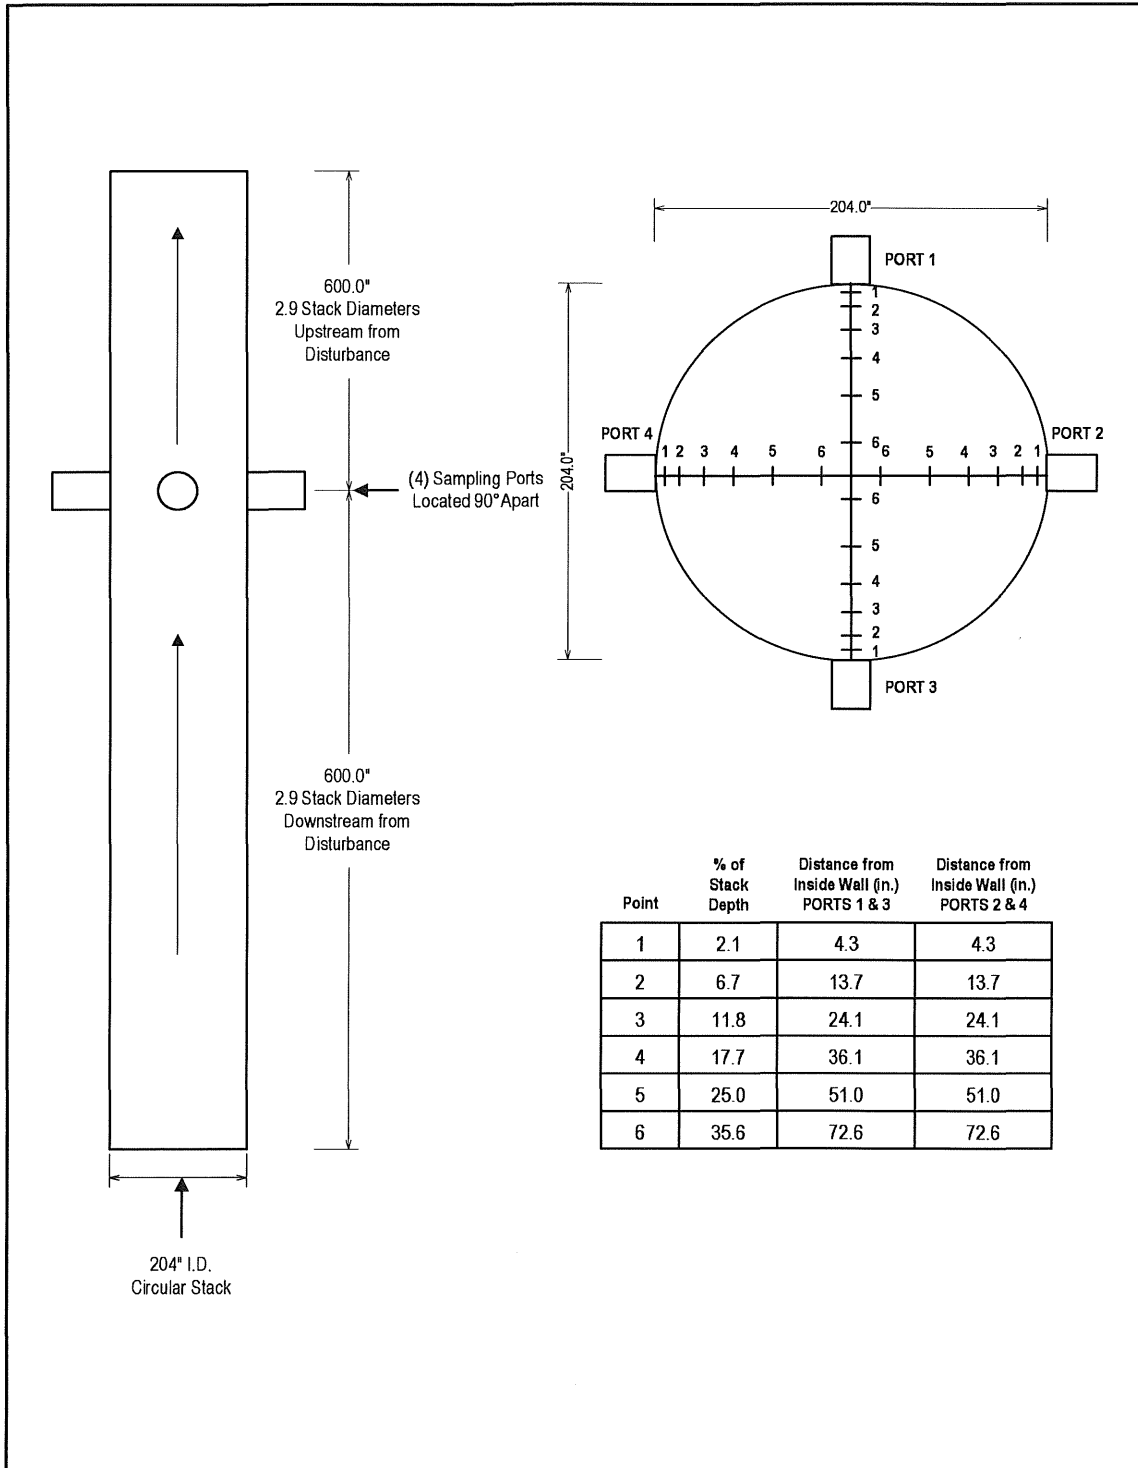 600.0"
2.9 Stack Diameters
Upstream from
Disturbance
(4) Sampling Ports
Located 90°Apart
600.0"
2.9 Stack Diameters
Downstream from
Disturbance
204" I.D.
Circular Stack
204.0"
PORT 1
204.0"
1
2
3
4
5
6
PORT 4
PORT 2
1 2 3 4 5 6 6 5 4 3 2 1
6
5
4
3
2
1
PORT 3
Point
% of
Stack
Depth
Distance from
Inside Wall (in.)
PORTS 1 & 3
Distance from
Inside Wall (in.)
PORTS 2 & 4
1 2.1 4.3 4.3
2 6.7 13.7 13.7
3 11.8 24.1 24.1
4 17.7 36.1 36.1
5 25.0 51.0 51.0
6 35.6 72.6 72.6